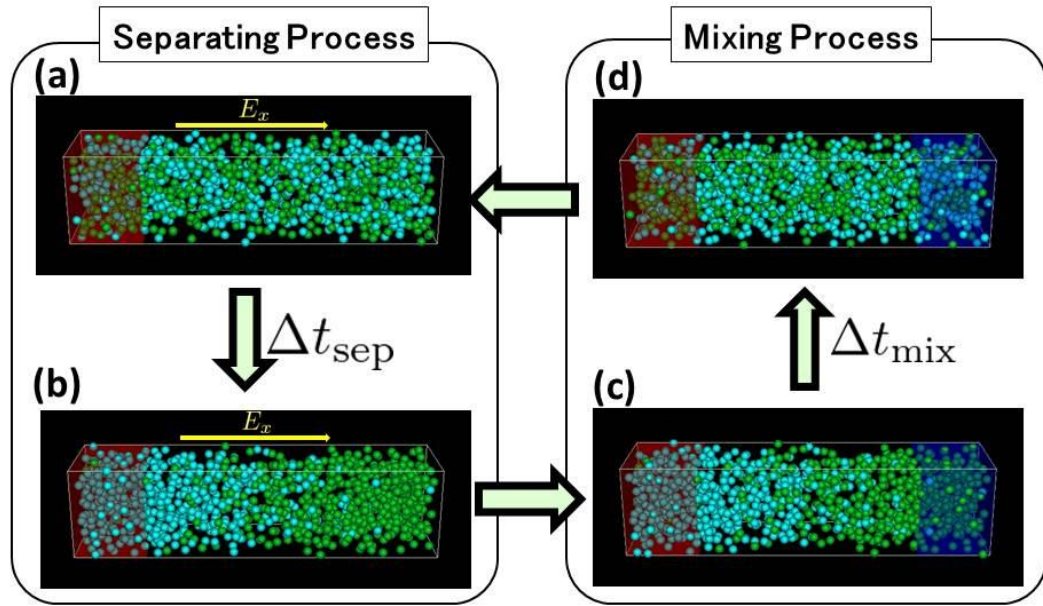 Separating Process
Mixing Process
(a)
(d)
E_x
Δt_sep
Δt_mix
(b)
(c)
E_x